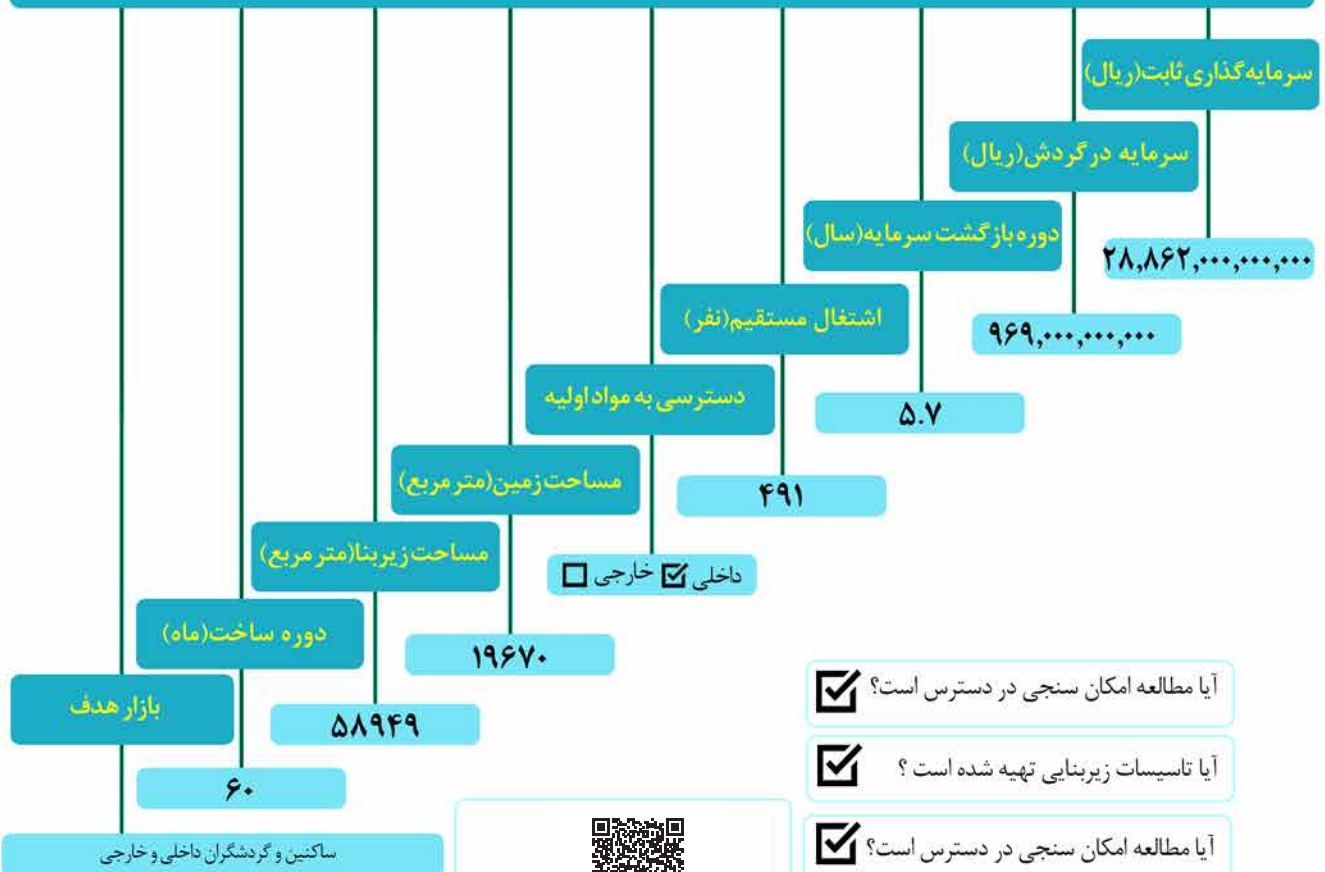 سرمایه‌گذاری ثابت(ریال)
۲۸,۸۶۲,۰۰۰,۰۰۰,۰۰۰
سرمایه در گردش(ریال)
۹۶۹,۰۰۰,۰۰۰,۰۰۰
دوره بازگشت سرمایه(سال)
۵.۷
اشتغال مستقیم(نفر)
۴۹۱
دسترسی به مواد اولیه
داخلی ☑ خارجی ☐
مساحت زمین(متر مربع)
۱۹۶۷۰
مساحت زیربنا(متر مربع)
۵۸۹۴۹
دوره ساخت(ماه)
۶۰
بازار هدف
ساکنین و گردشگران داخلی و خارجی
آیا مطالعه امکان سنجی در دسترس است؟ ☑
آیا تاسیسات زیربنایی تهیه شده است ؟ ☑
آیا مطالعه امکان سنجی در دسترس است؟ ☑